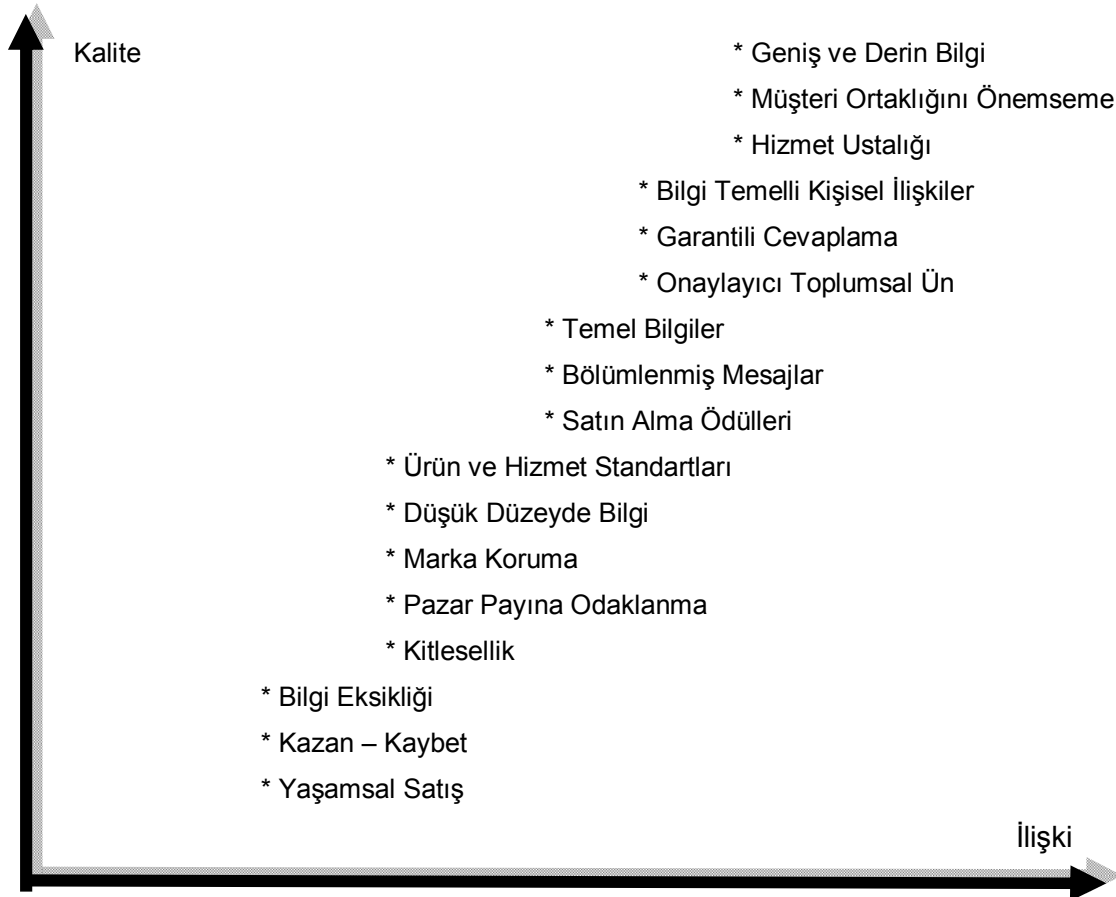 Kalite
* Geniş ve Derin Bilgi
* Müşteri Ortaklığını Önemseme
* Hizmet Ustalığı
* Bilgi Temelli Kişisel İlişkiler
* Garantili Cevaplama
* Onaylayıcı Toplumsal Ün
* Temel Bilgiler
* Bölümlenmiş Mesajlar
* Satın Alma Ödülleri
* Ürün ve Hizmet Standartları
* Düşük Düzeyde Bilgi
* Marka Koruma
* Pazar Payına Odaklanma
* Kitlesellik
* Bilgi Eksikliği
* Kazan – Kaybet
* Yaşamsal Satış
İlişki